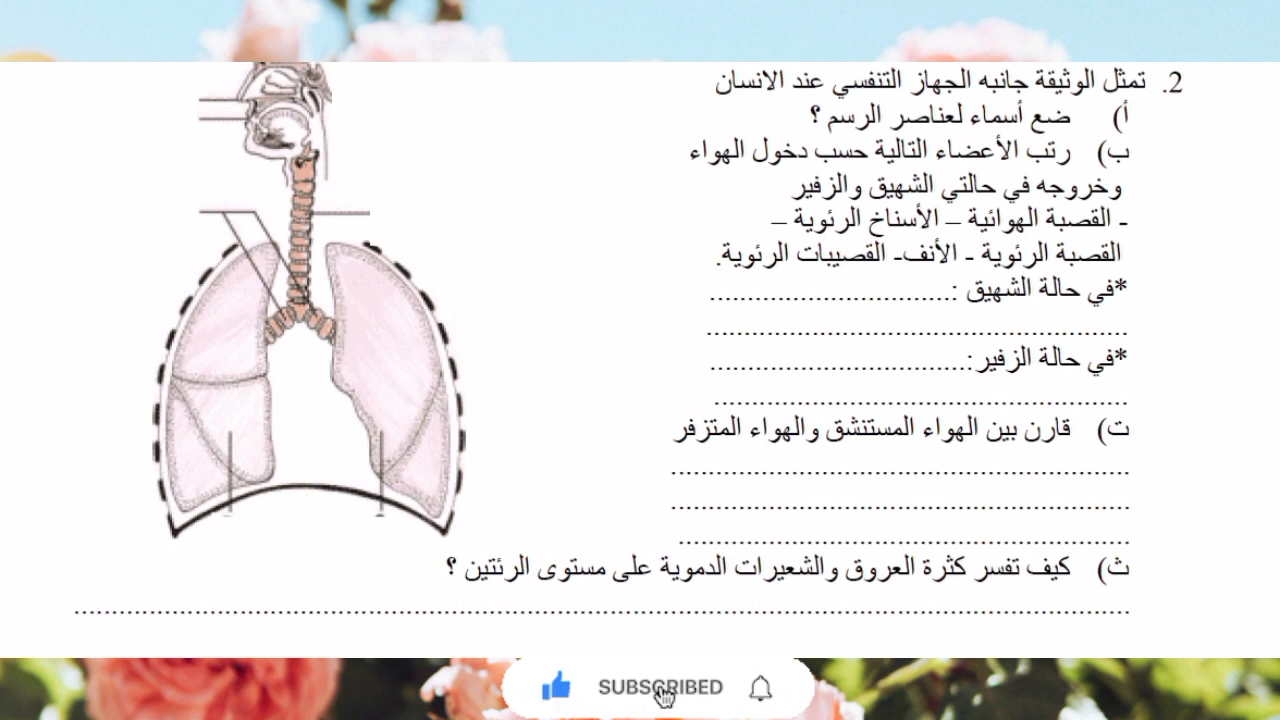 2. تمثل الوثيقة جانبه الجهاز التنفسي عند الانسان
أ) ضع أسماء لعناصر الرسم ؟
ب) رتب الأعضاء التالية حسب دخول الهواء
وخروجه في حالتي الشهيق والزفير
- القصبة الهوائية – الأسناخ الرئوية –
القصبة الرئوية - الأنف- القصيبات الرئوية.
*في حالة الشهيق :................................
........................................................
*في حالة الزفير:..................................
.......................................................
ت) قارن بين الهواء المستنشق والهواء المتزفر
.............................................................
.............................................................
............................................................
ث) كيف تفسر كثرة العروق والشعيرات الدموية على مستوى الرئتين ؟
............................................................................................................................................
SUBSCRIBED